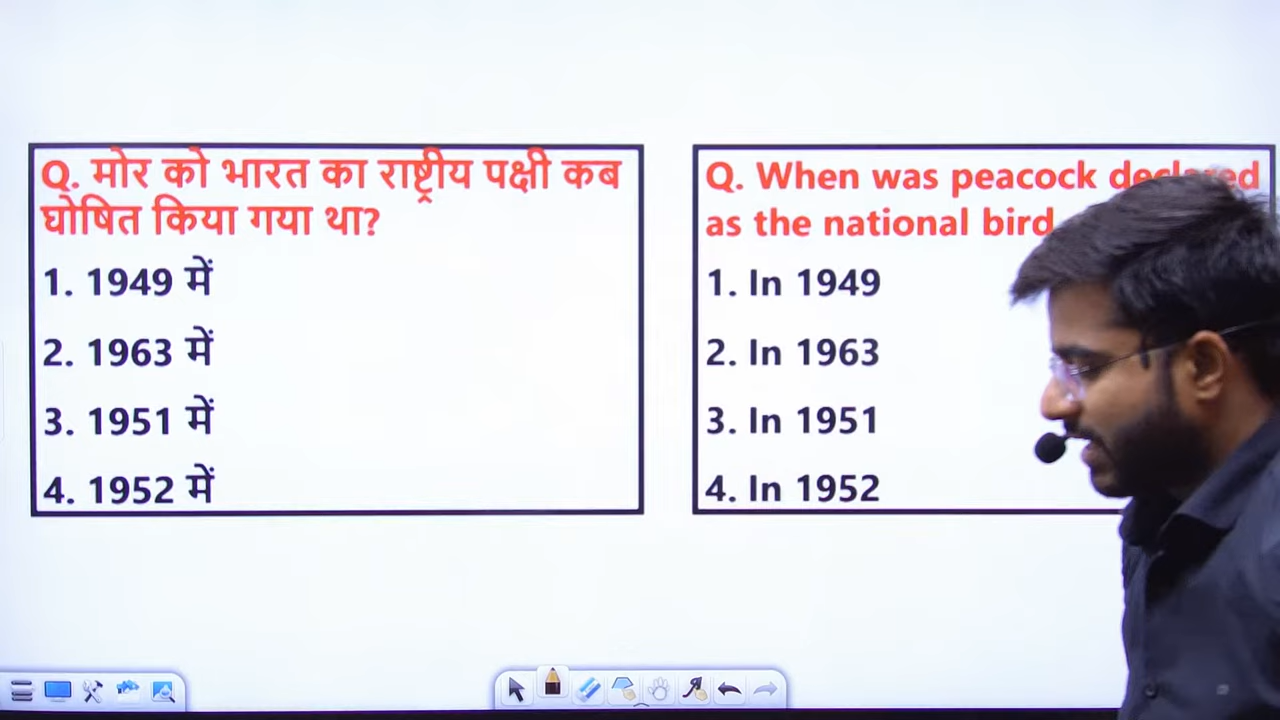 Q. मोर को भारत का राष्ट्रीय पक्षी कब
घोषित किया गया था?
1. 1949 में
2. 1963 में
3. 1951 में
4. 1952 में
Q. When was peacock declared
as the national bird
1. In 1949
2. In 1963
3. In 1951
4. In 1952